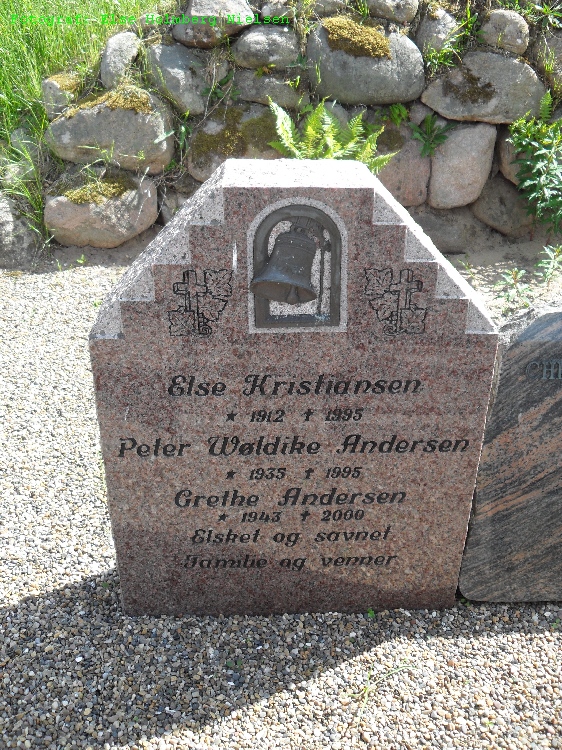 Fotograf: Else Holmberg Nielsen
Else Kristiansen
★ 1912 ✝ 1995
Peter Wøldike Andersen
★ 1935 ✝ 1995
Grethe Andersen
★ 1943 ✝ 2000
Elsket og savnet
Familie og venner